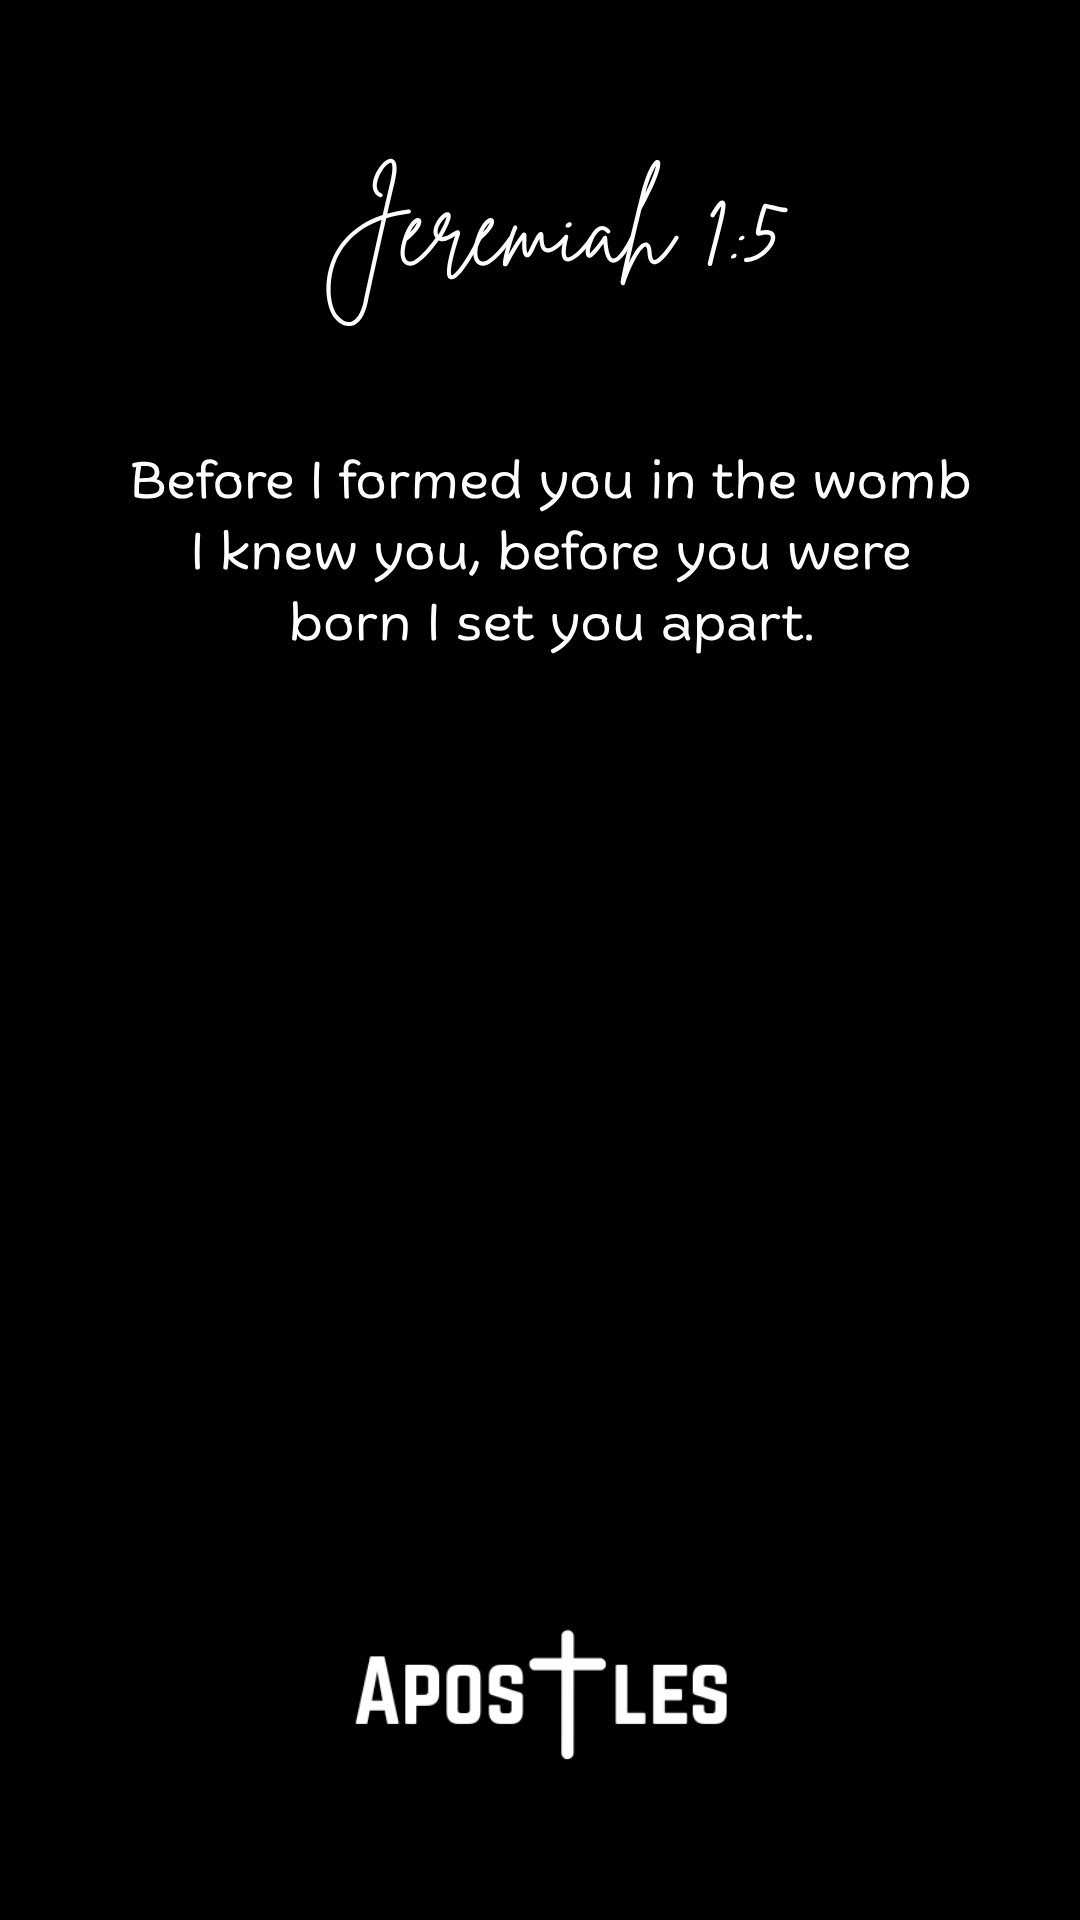 Jeremiah 1:5
Before I formed you in the womb
I knew you, before you were
born I set you apart.
APOSTLES